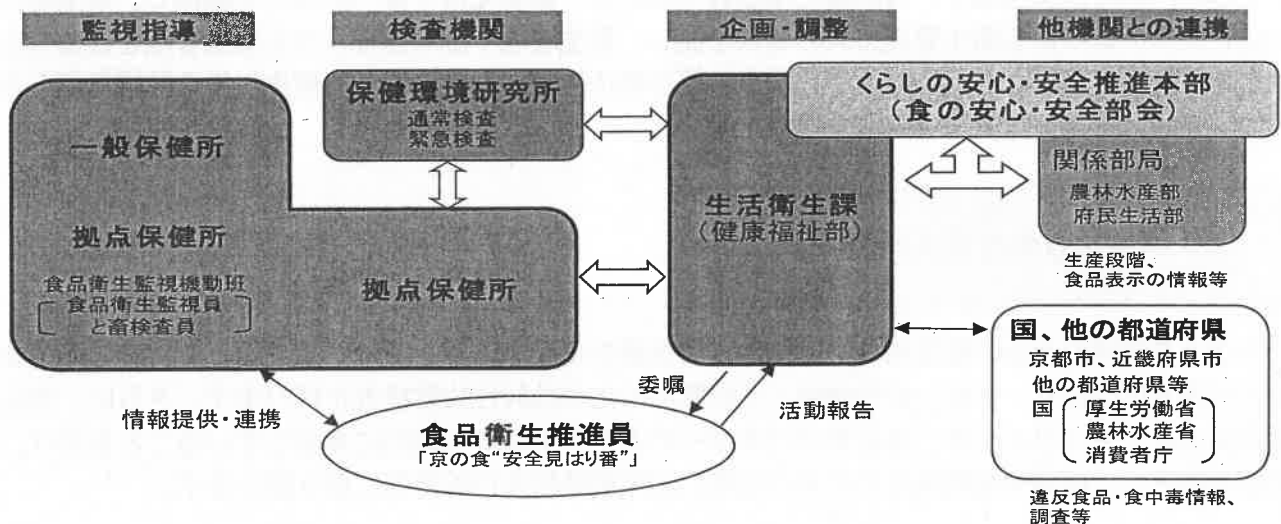 監視指導
検査機関
企画・調整
他機関との連携
一般保健所
拠点保健所
食品衛生監視機動班
食品衛生監視員
と畜検査員
保健環境研究所
通常検査
緊急検査
拠点保健所
生活衛生課
(健康福祉部)
くらしの安心・安全推進本部
(食の安心・安全部会)
関係部局
農林水産部
府民生活部
生産段階、
食品表示の情報等
国、他の都道府県
京都市、近畿府県市
他の都道府県等
国 厚生労働省
農林水産省
消費者庁
違反食品・食中毒情報、
調査等
情報提供・連携
委嘱
活動報告
食品衛生推進員
「京の食“安全見はり番”」